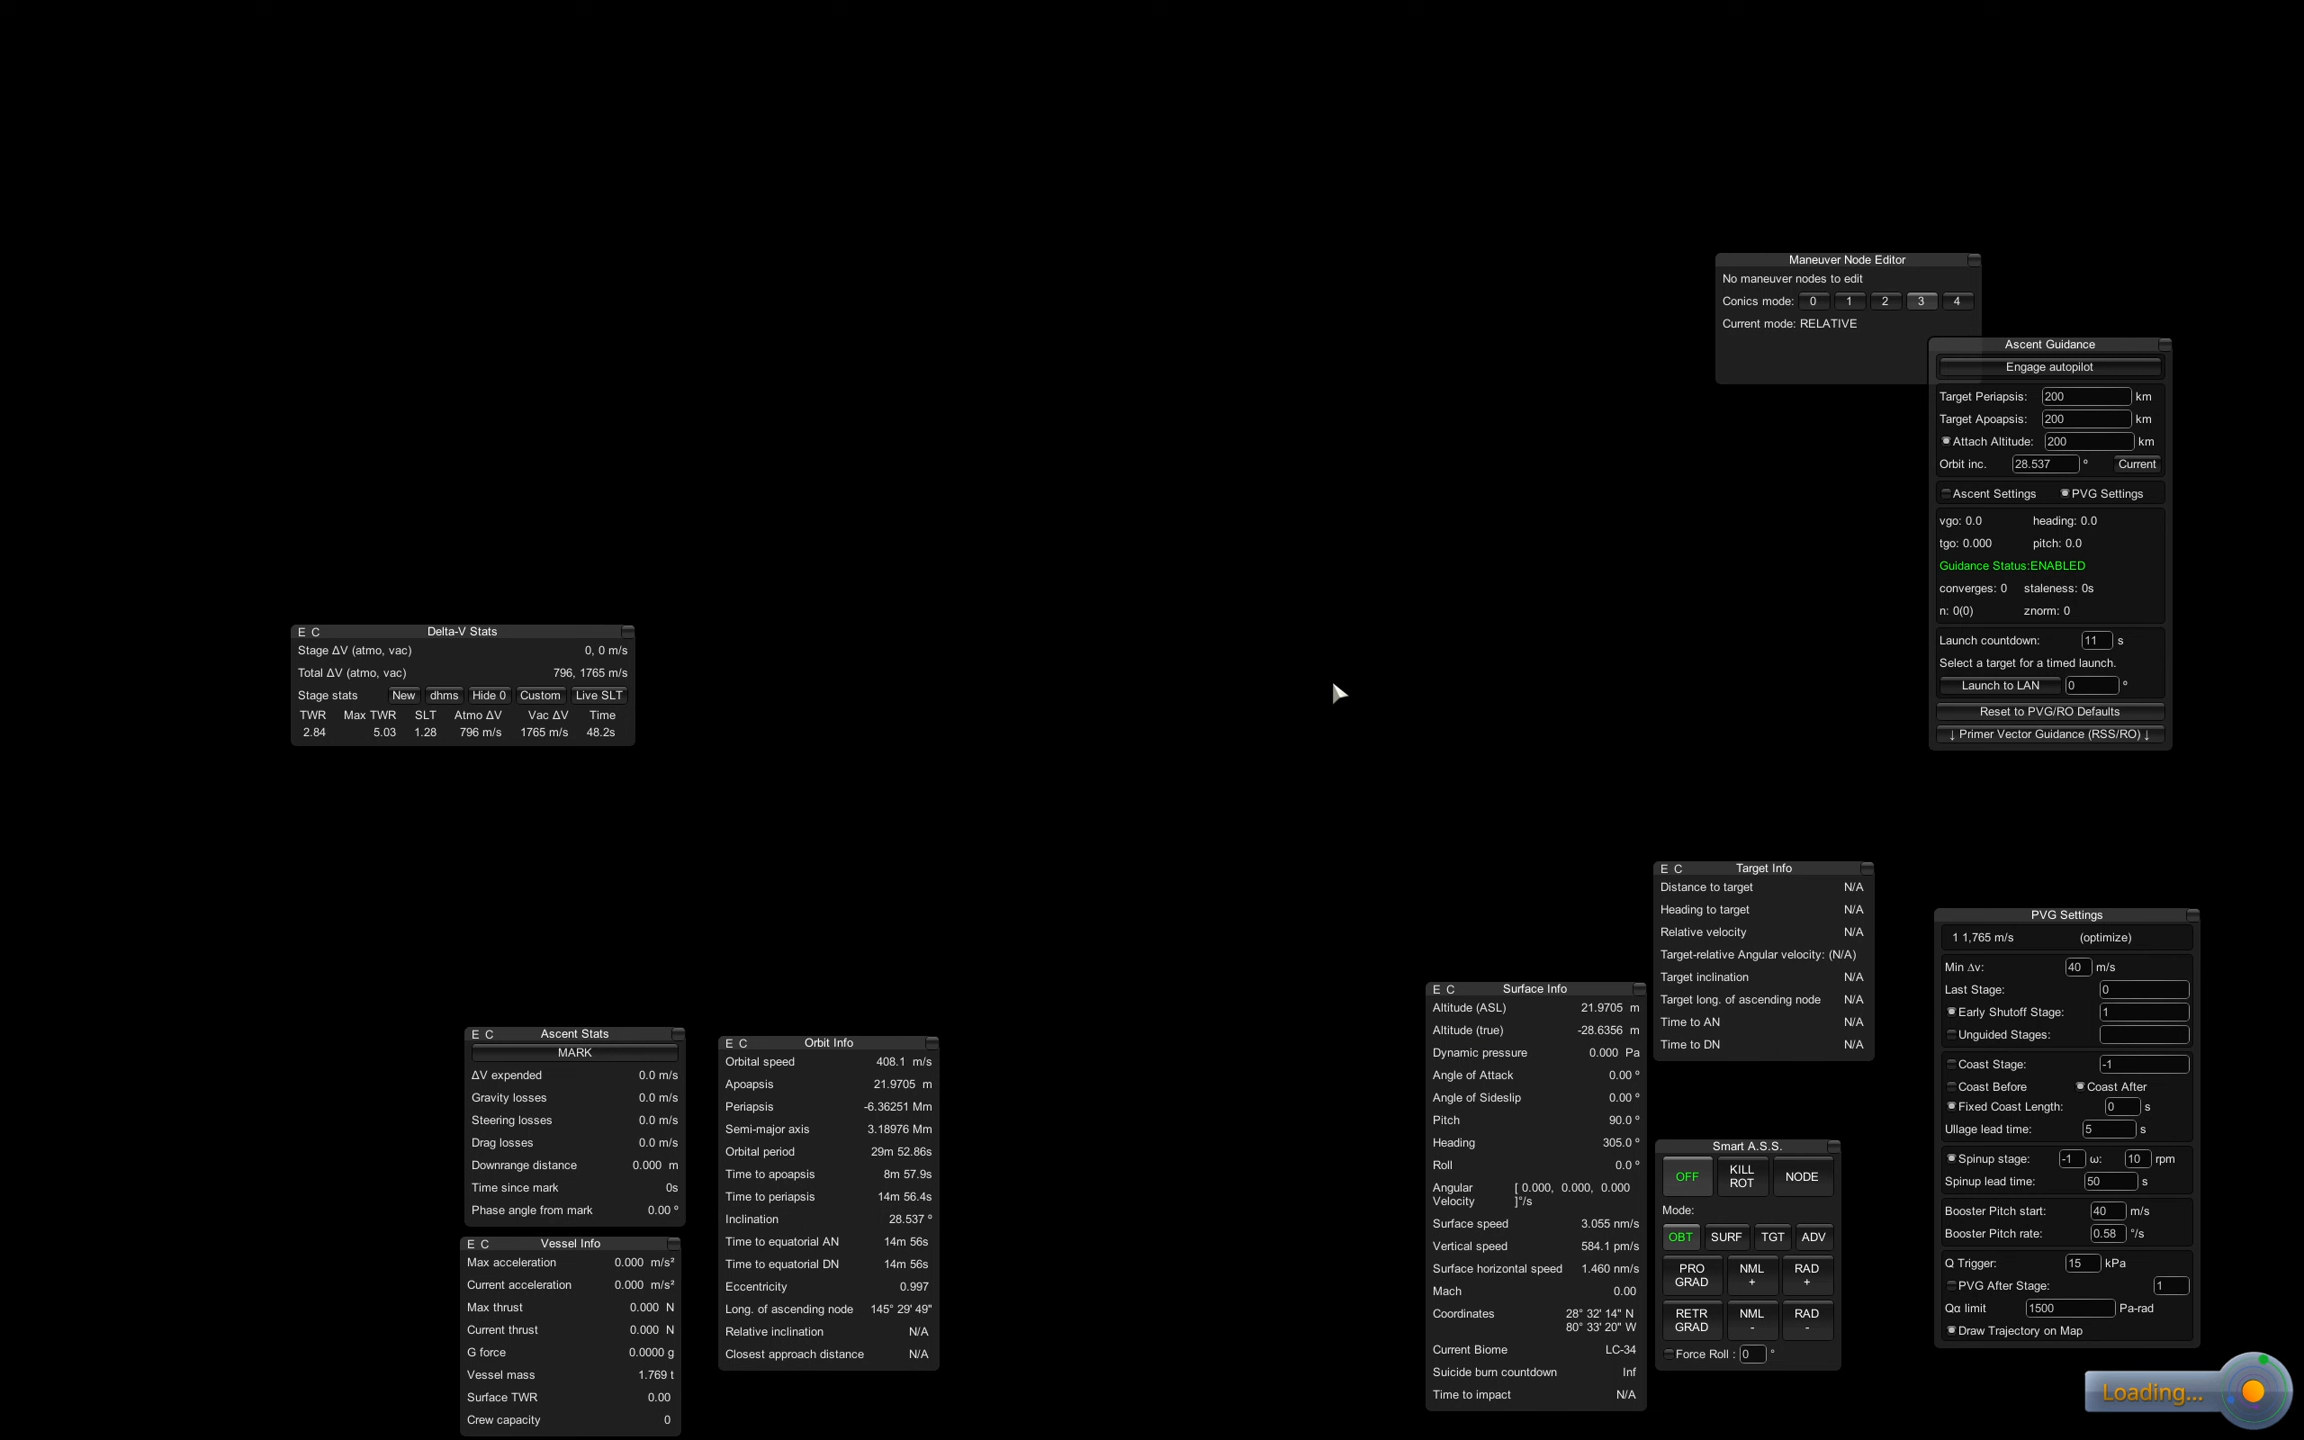 Maneuver Node Editor
No maneuver nodes to edit
Conics mode: 0 1 2 3 4
Current mode: RELATIVE
Ascent Guidance
Engage autopilot
Target Periapsis: 200 km
Target Apoapsis: 200 km
Attach Altitude: 200 km
Orbit inc. 28.537 º Current
Ascent Settings PVG Settings
vgo: 0.0 heading: 0.0
tgo: 0.000 pitch: 0.0
Guidance Status:ENABLED
converges: 0 staleness: 0s
n: 0(0) znorm: 0
Launch countdown: 11 s
Select a target for a timed launch.
Launch to LAN 0 º
Reset to PVG/RO Defaults
↓ Primer Vector Guidance (RSS/RO) ↓
E C Delta-V Stats
Stage ΔV (atmo, vac) 0, 0 m/s
Total ΔV (atmo, vac) 796, 1765 m/s
Stage stats New dhms Hide 0 Custom Live SLT
TWR Max TWR SLT Atmo ΔV Vac ΔV Time
2.84 5.03 1.28 796 m/s 1765 m/s 48.2s
E C Target Info
Distance to target N/A
Heading to target N/A
Relative velocity N/A
Target-relative Angular velocity: (N/A)
Target inclination N/A
Target long. of ascending node N/A
Time to AN N/A
Time to DN N/A
PVG Settings
1 1,765 m/s (optimize)
Min Δv: 40 m/s
Last Stage: 0
Early Shutoff Stage: 1
Unguided Stages:
Coast Stage: -1
Coast Before Coast After
Fixed Coast Length: 0 s
Ullage lead time: 5 s
Spinup stage: -1 ω: 10 rpm
Spinup lead time: 50 s
Booster Pitch start: 40 m/s
Booster Pitch rate: 0.58 °/s
Q Trigger: 15 kPa
PVG After Stage: 1
Qα limit 1500 Pa-rad
Draw Trajectory on Map
E C Surface Info
Altitude (ASL) 21.9705 m
Altitude (true) -28.6356 m
Dynamic pressure 0.000 Pa
Angle of Attack 0.00 º
Angle of Sideslip 0.00 º
Pitch 90.0 º
Heading 305.0 º
Roll 0.0 º
Angular [ 0.000, 0.000, 0.000
Velocity ]°/s
Surface speed 3.055 nm/s
Vertical speed 584.1 pm/s
Surface horizontal speed 1.460 nm/s
Mach 0.00
Coordinates 28° 32' 14" N
80° 33' 20" W
Current Biome LC-34
Suicide burn countdown Inf
Time to impact N/A
E C Ascent Stats
MARK
ΔV expended 0.0 m/s
Gravity losses 0.0 m/s
Steering losses 0.0 m/s
Drag losses 0.0 m/s
Downrange distance 0.000 m
Time since mark 0s
Phase angle from mark 0.00 º
E C Orbit Info
Orbital speed 408.1 m/s
Apoapsis 21.9705 m
Periapsis -6.36251 Mm
Semi-major axis 3.18976 Mm
Orbital period 29m 52.86s
Time to apoapsis 8m 57.9s
Time to periapsis 14m 56.4s
Inclination 28.537 º
Time to equatorial AN 14m 56s
Time to equatorial DN 14m 56s
Eccentricity 0.997
Long. of ascending node 145° 29' 49"
Relative inclination N/A
Closest approach distance N/A
Smart A.S.S.
OFF KILL ROT NODE
Mode:
OBT SURF TGT ADV
PRO GRAD NML + RAD +
RETR GRAD NML - RAD -
Force Roll : 0 °
E C Vessel Info
Max acceleration 0.000 m/s²
Current acceleration 0.000 m/s²
Max thrust 0.000 N
Current thrust 0.000 N
G force 0.0000 g
Vessel mass 1.769 t
Surface TWR 0.00
Crew capacity 0
Loading...